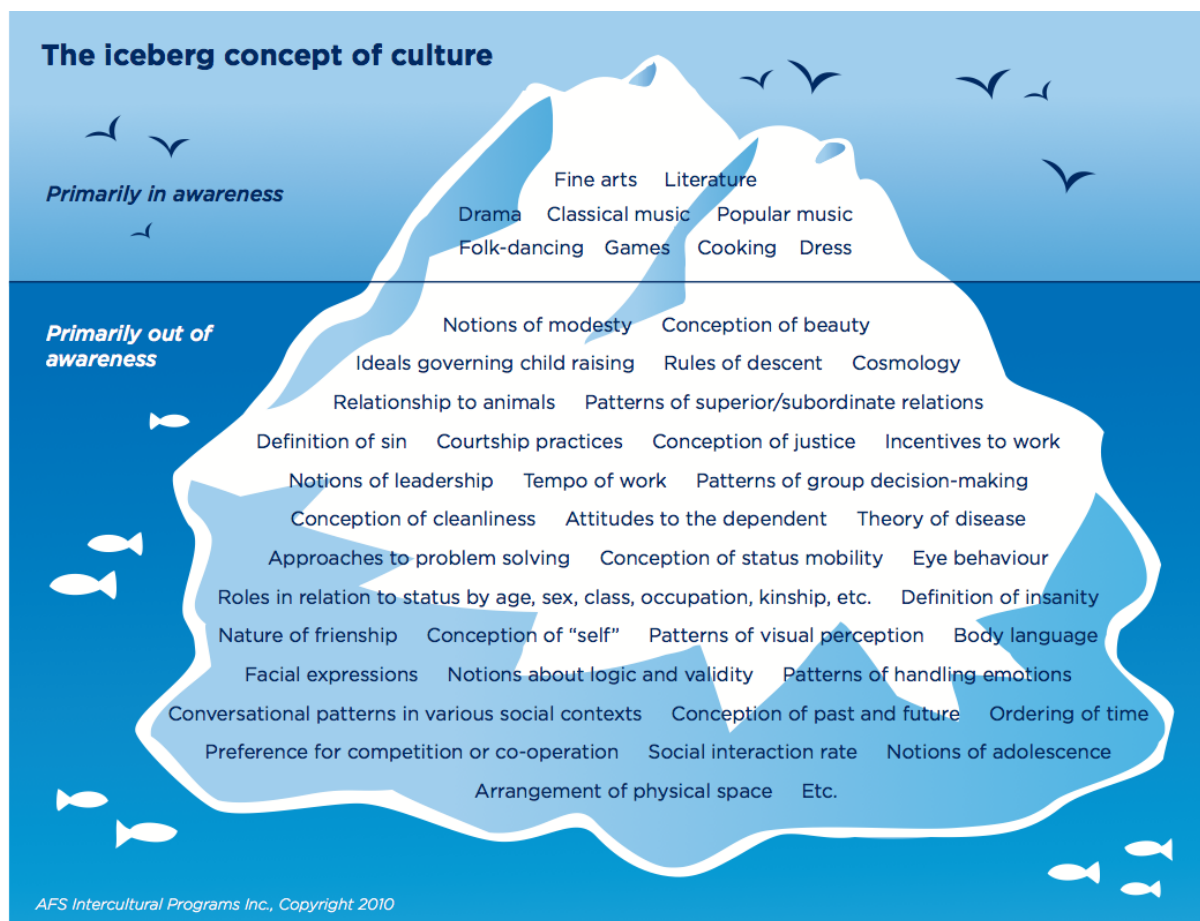 The iceberg concept of culture
Primarily in awareness
Fine arts Literature
Drama Classical music Popular music
Folk-dancing Games Cooking Dress
Primarily out of
awareness
Notions of modesty Conception of beauty
Ideals governing child raising Rules of descent Cosmology
Relationship to animals Patterns of superior/subordinate relations
Definition of sin Courtship practices Conception of justice Incentives to work
Notions of leadership Tempo of work Patterns of group decision-making
Conception of cleanliness Attitudes to the dependent Theory of disease
Approaches to problem solving Conception of status mobility Eye behaviour
Roles in relation to status by age, sex, class, occupation, kinship, etc. Definition of insanity
Nature of frienship Conception of “self” Patterns of visual perception Body language
Facial expressions Notions about logic and validity Patterns of handling emotions
Conversational patterns in various social contexts Conception of past and future Ordering of time
Preference for competition or co-operation Social interaction rate Notions of adolescence
Arrangement of physical space Etc.
AFS Intercultural Programs Inc., Copyright 2010